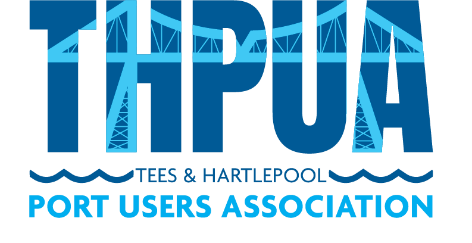 THPUA
TEES & HARTLEPOOL
PORT USERS ASSOCIATION